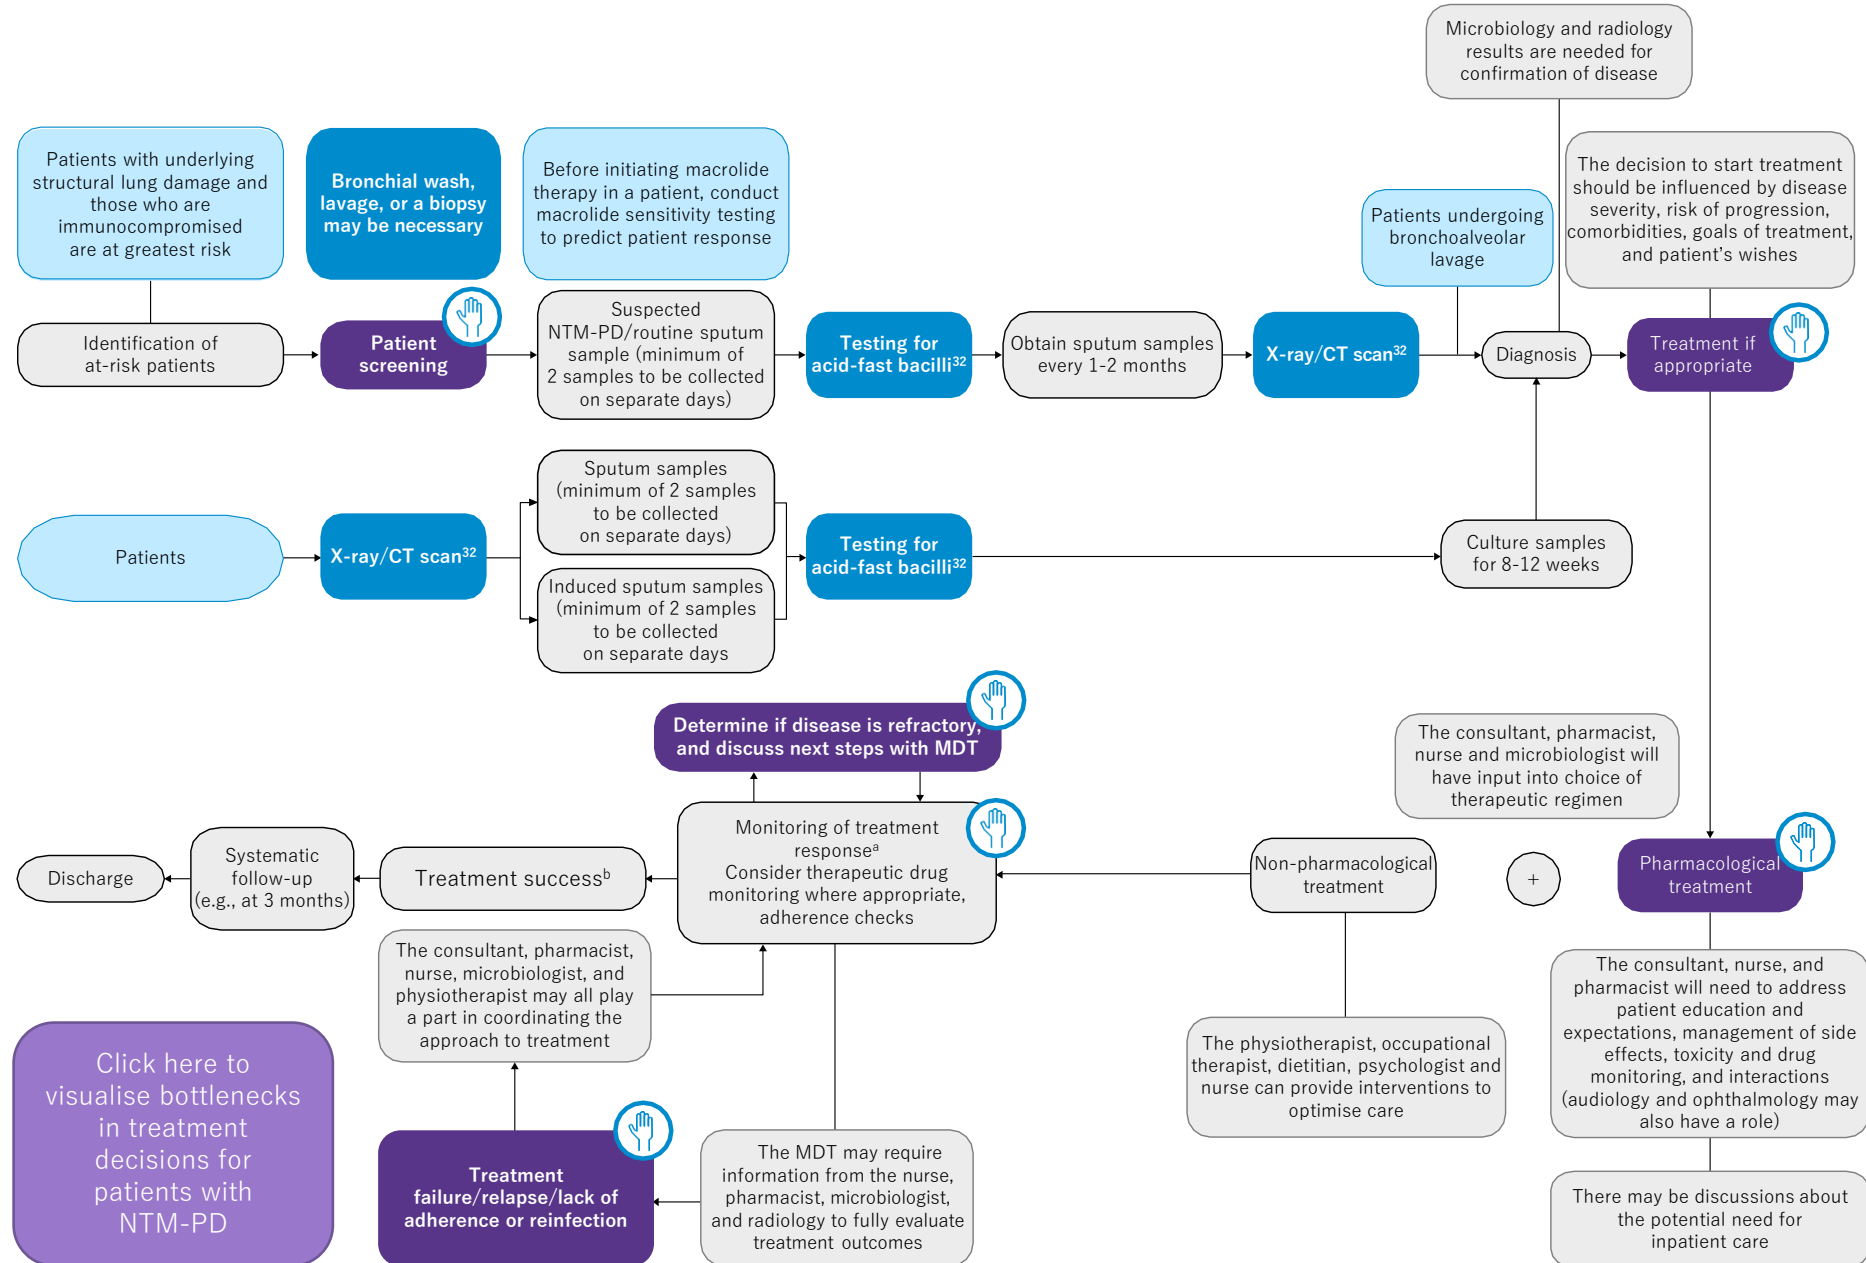 Microbiology and radiology
results are needed for
confirmation of disease
Patients with underlying
structural lung damage and
those who are
immunocompromised
are at greatest risk
Bronchial wash,
lavage, or a biopsy
may be necessary
Before initiating macrolide
therapy in a patient, conduct
macrolide sensitivity testing
to predict patient response
Patients undergoing
bronchoalveolar
lavage
The decision to start treatment
should be influenced by disease
severity, risk of progression,
comorbidities, goals of treatment,
and patient’s wishes
Identification of
at-risk patients
Patient
screening
Suspected
NTM-PD/routine sputum
sample (minimum of
2 samples to be collected
on separate days)
Testing for
acid-fast bacilli³²
Obtain sputum samples
every 1-2 months
X-ray/CT scan³²
Diagnosis
Treatment if
appropriate
Patients
X-ray/CT scan³²
Sputum samples
(minimum of 2 samples
to be collected
on separate days)
Induced sputum samples
(minimum of 2 samples
to be collected
on separate days
Testing for
acid-fast bacilli³²
Culture samples
for 8-12 weeks
Determine if disease is refractory,
and discuss next steps with MDT
The consultant, pharmacist,
nurse and microbiologist will
have input into choice of
therapeutic regimen
Discharge
Systematic
follow-up
(e.g., at 3 months)
Treatment successᵇ
Monitoring of treatment
responseᵃ
Consider therapeutic drug
monitoring where appropriate,
adherence checks
Non-pharmacological
treatment
+
Pharmacological
treatment
The consultant, pharmacist,
nurse, microbiologist, and
physiotherapist may all play
a part in coordinating the
approach to treatment
The physiotherapist, occupational
therapist, dietitian, psychologist and
nurse can provide interventions to
optimise care
The consultant, nurse, and
pharmacist will need to address
patient education and
expectations, management of side
effects, toxicity and drug
monitoring, and interactions
(audiology and ophthalmology may
also have a role)
Click here to
visualise bottlenecks
in treatment
decisions for
patients with
NTM-PD
Treatment
failure/relapse/lack of
adherence or reinfection
The MDT may require
information from the nurse,
pharmacist, microbiologist,
and radiology to fully evaluate
treatment outcomes
There may be discussions about
the potential need for
inpatient care